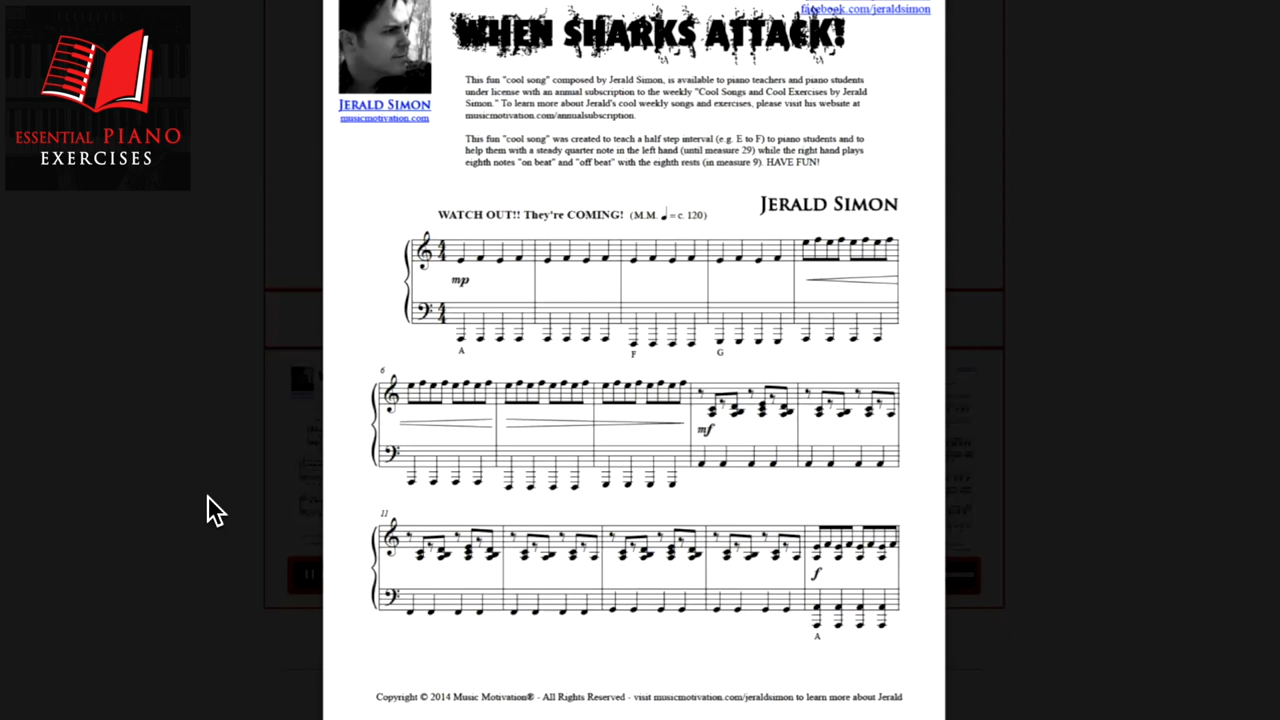 facebook.com/jeraldsimon
WHEN SHARKS ATTACK!
ESSENTIAL PIANO
EXERCISES
JERALD SIMON
musicmotivation.com
This fun "cool song" composed by Jerald Simon, is available to piano teachers and piano students
under license with an annual subscription to the weekly "Cool Songs and Cool Exercises by Jerald
Simon." To learn more about Jerald's cool weekly songs and exercises, please visit his website at
musicmotivation.com/annualsubscription.
This fun "cool song" was created to teach a half step interval (e.g. E to F) to piano students and to
help them with a steady quarter note in the left hand (until measure 29) while the right hand plays
eighth notes "on beat" and "off beat" with the eighth rests (in measure 9). HAVE FUN!
JERALD SIMON
WATCH OUT!! They're COMING! (M.M. ♩ = c. 120)
4 4
mp
4 4
A F G
6
mf
11
f
A
Copyright © 2014 Music Motivation® - All Rights Reserved - visit musicmotivation.com/jeraldsimon to learn more about Jerald